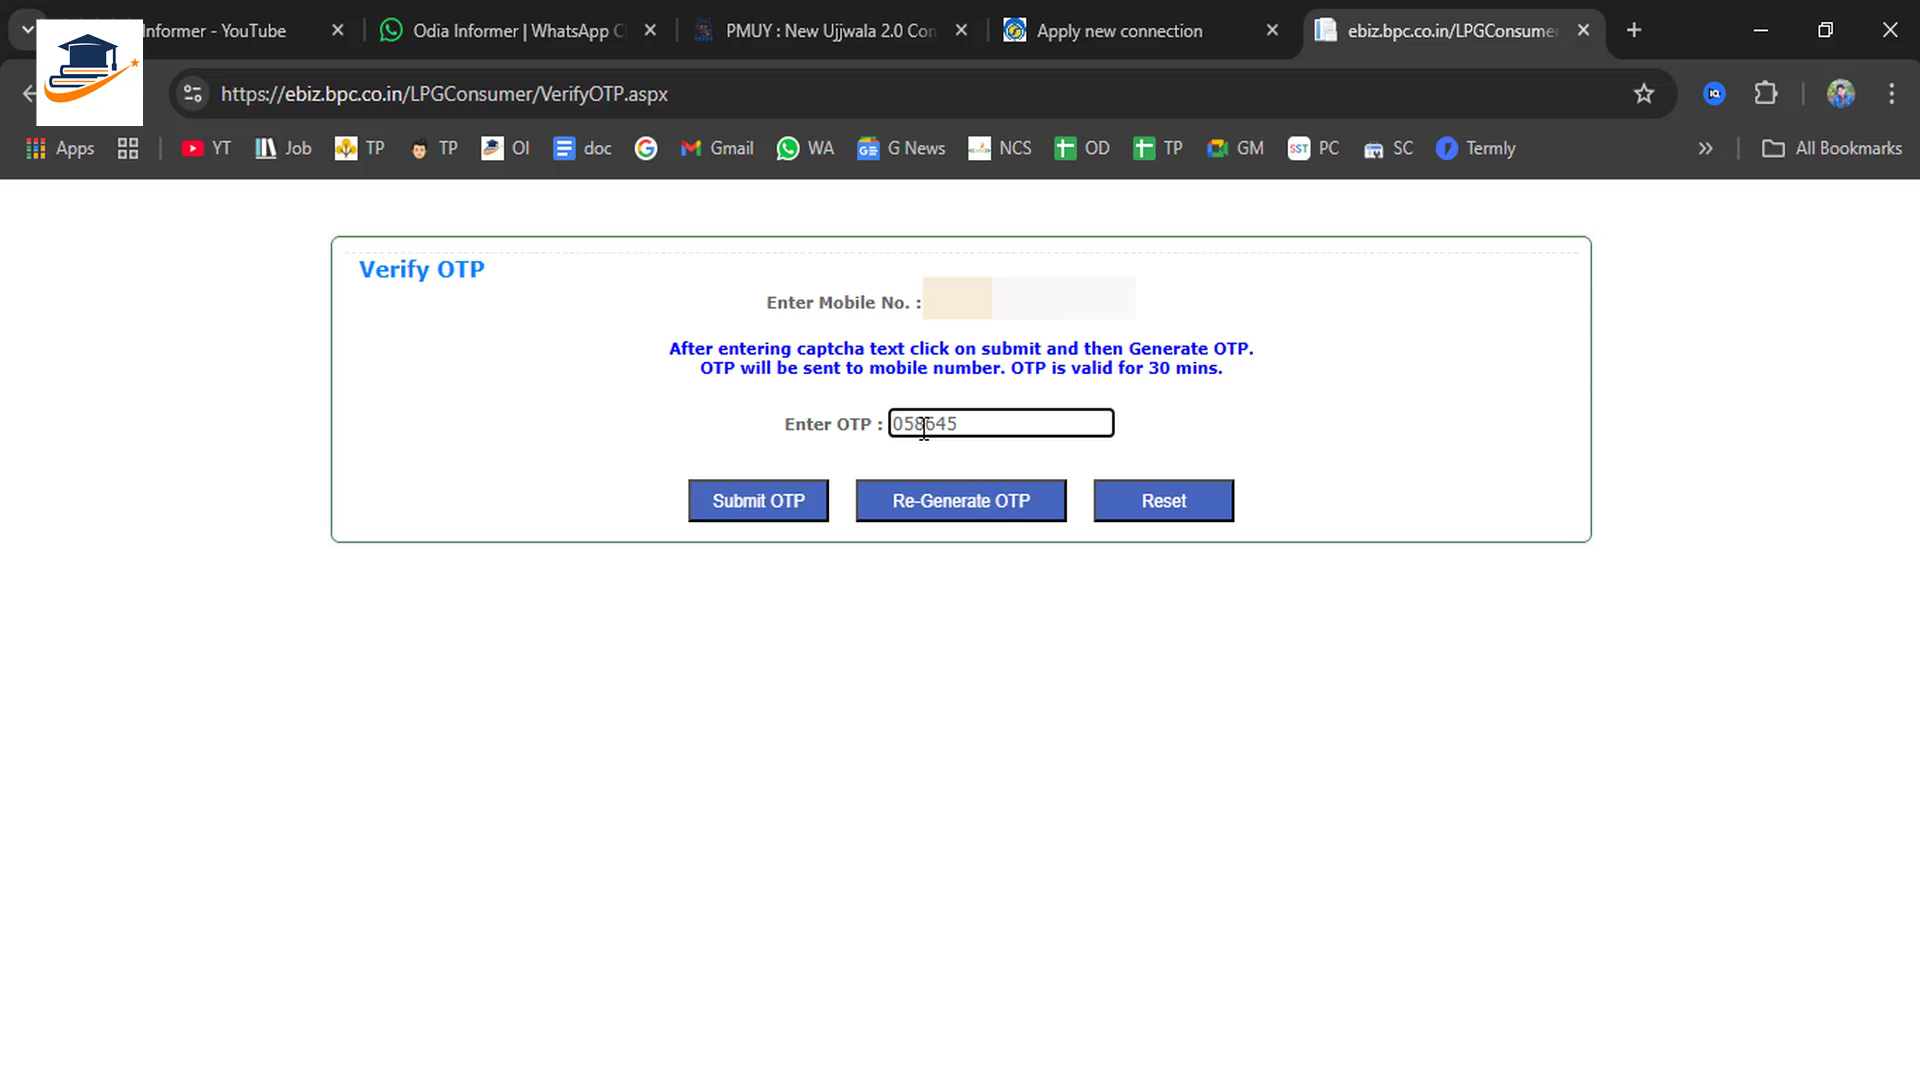 Informer - YouTube
Odia Informer | WhatsApp C
PMUY : New Ujjwala 2.0 Con
Apply new connection
ebiz.bpc.co.in/LPGConsume
https://ebiz.bpc.co.in/LPGConsumer/VerifyOTP.aspx
Apps YT Job TP TP OI doc Gmail WA G News NCS OD TP GM SST PC SC Termly All Bookmarks
Verify OTP
Enter Mobile No. :
After entering captcha text click on submit and then Generate OTP.
OTP will be sent to mobile number. OTP is valid for 30 mins.
Enter OTP : 058645
Submit OTP Re-Generate OTP Reset